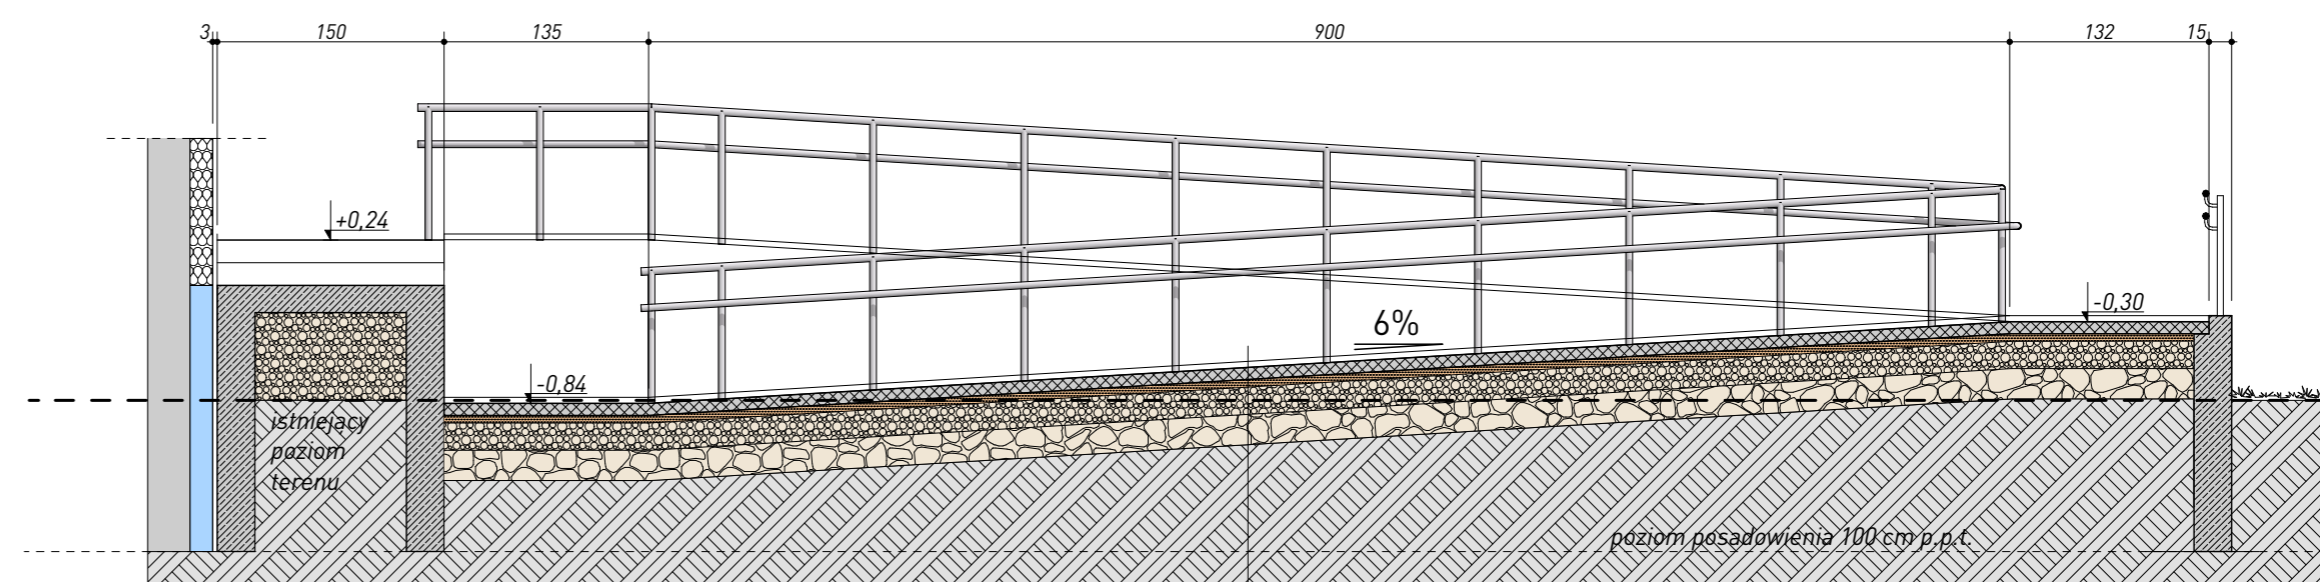 3 150 135 900 132 15
+0,24
-0,30
6%
-0,84
istniejący
poziom
terenu
poziom posadowienia 100 cm p.p.t.